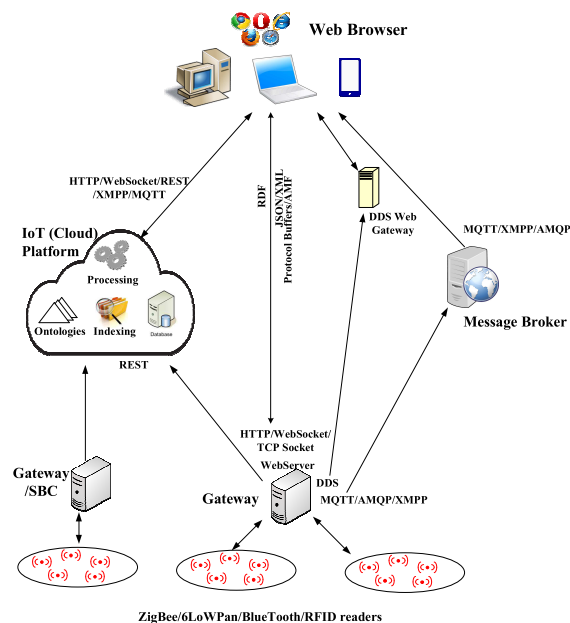 Web Browser
HTTP/WebSocket/REST
/XMPP/MQTT
RDF
JSON/XML
Protocol Buffers/AMF
DDS Web
Gateway
MQTT/XMPP/AMQP
IoT (Cloud)
Platform
Processing
Ontologies
Indexing
Database
Message Broker
REST
HTTP/WebSocket/
TCP Socket
WebServer
Gateway
/SBC
Gateway
DDS
MQTT/AMQP/XMPP
ZigBee/6LoWPan/BlueTooth/RFID readers